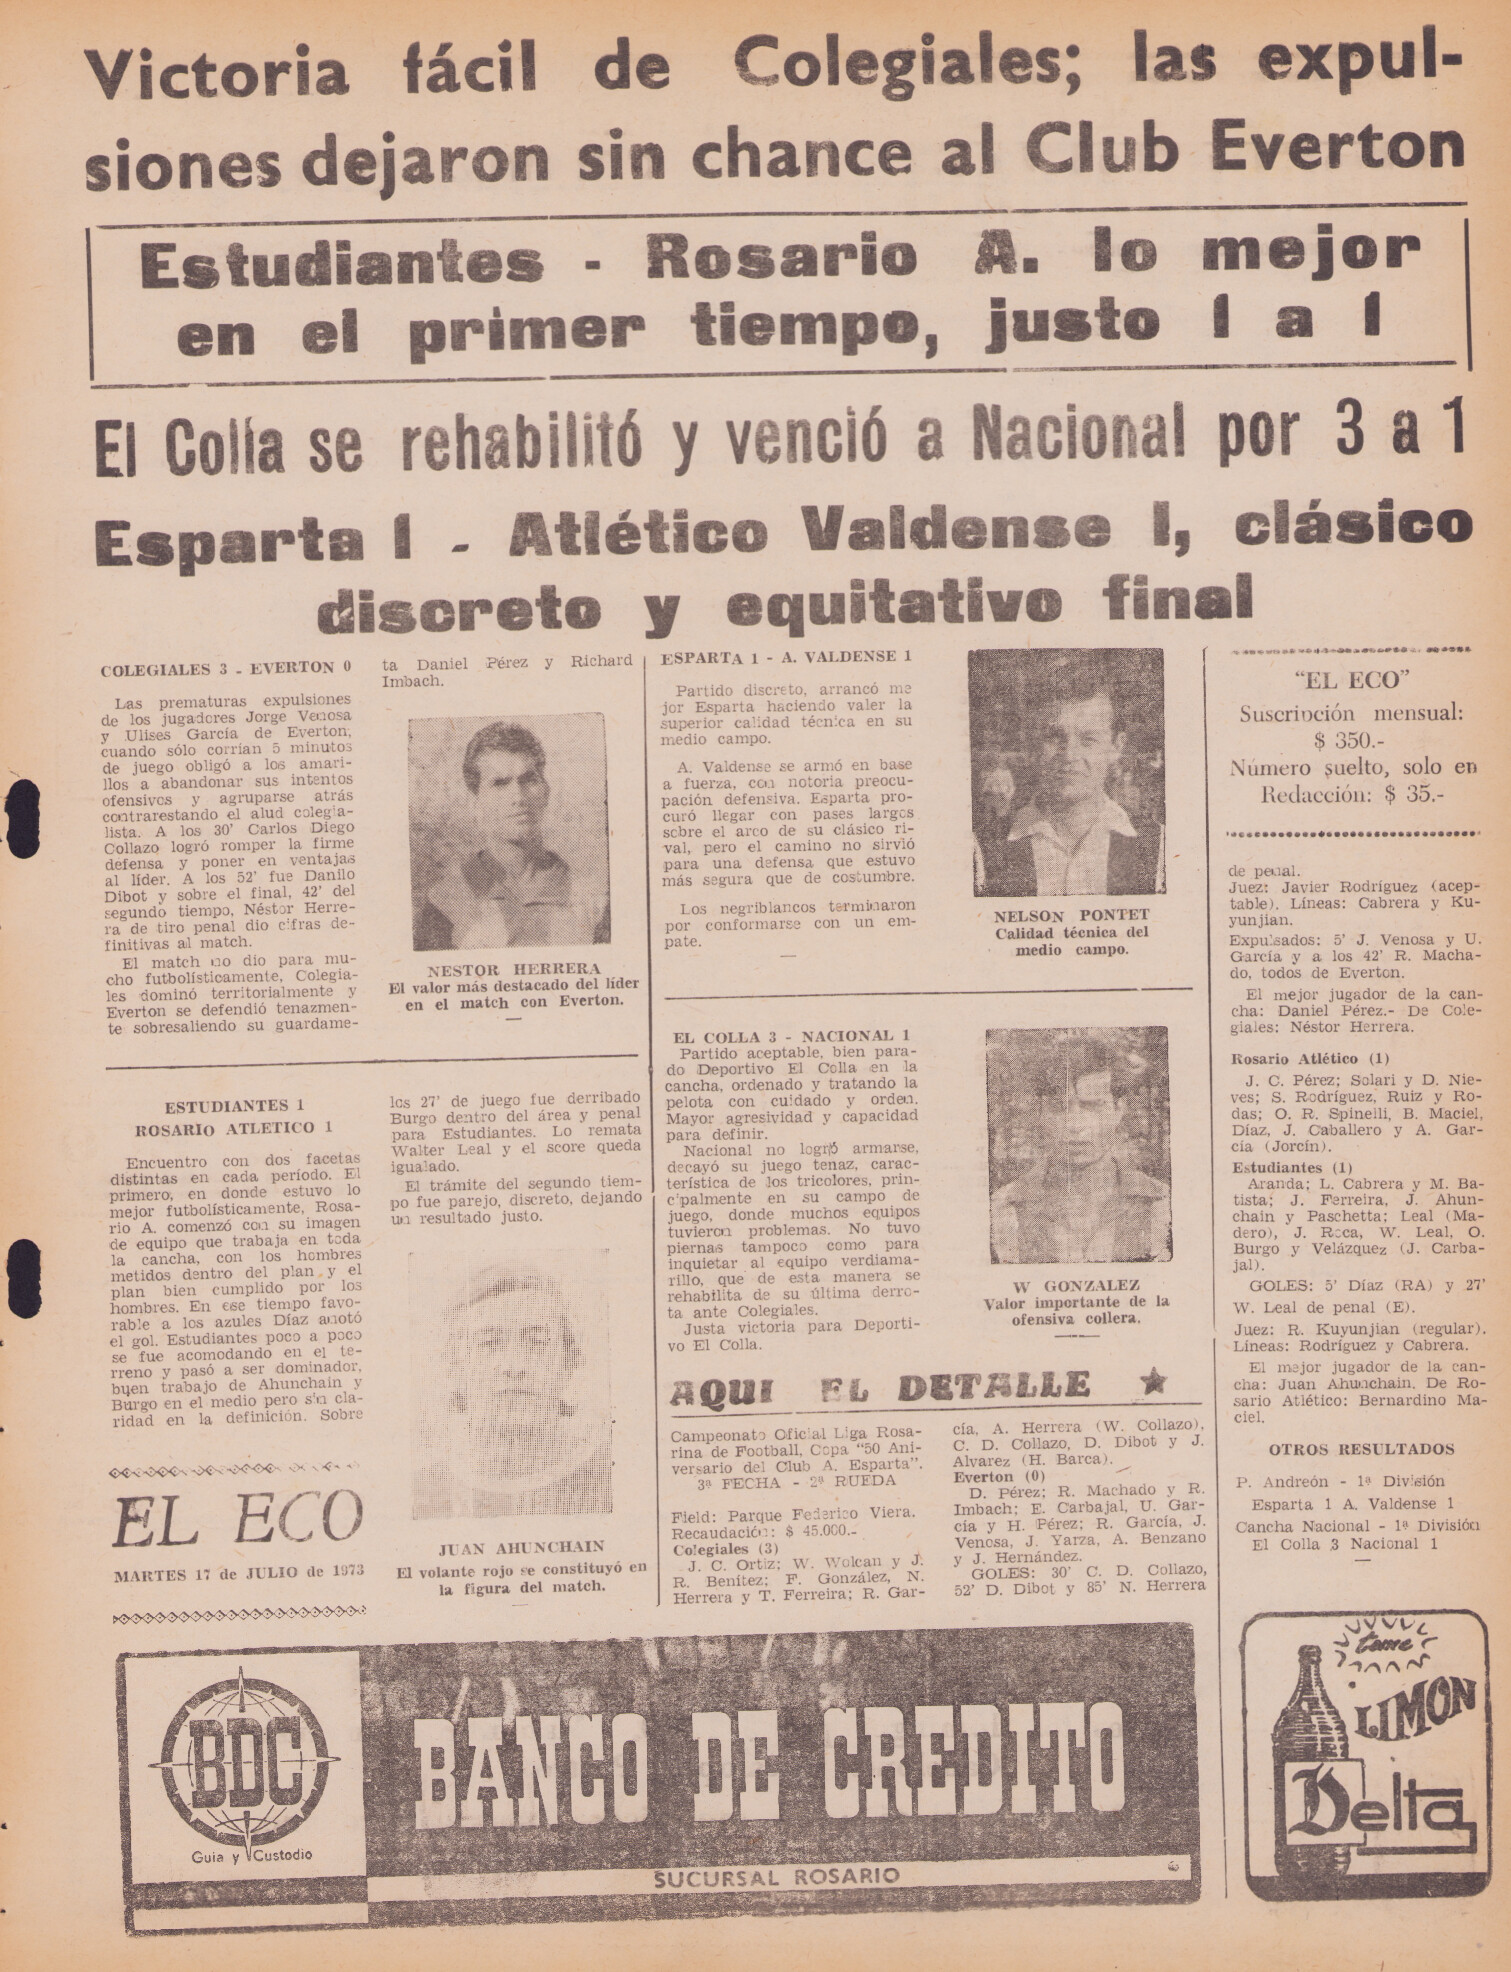 Victoria fácil de Colegiales; las expul-
siones dejaron sin chance al Club Everton
Estudiantes - Rosario A. lo mejor
en el primer tiempo, justo 1 a 1
El Colla se rehabilitó y venció a Nacional por 3 a 1
Esparta 1 - Atlético Valdense 1, clásico
discreto y equitativo final
COLEGIALES 3 - EVERTON 0
Las prematuras expulsiones
de los jugadores Jorge Venosa
y Ulises García de Everton,
cuando sólo corrían 5 minutos
de juego obligó a los amari-
llos a abandonar sus intentos
ofensivos y agruparse atrás
contrarestando el alud colegia-
lista. A los 30' Carlos Diego
Collazo logró romper la firme
defensa y poner en ventajas
al líder. A los 52' fue Danilo
Dibot y sobre el final, 42' del
segundo tiempo, Néstor Herre-
ra de tiro penal dio cifras de-
finitivas al match.
El match no dio para mu-
cho futbolísticamente, Colegia-
les dominó territorialmente y
Everton se defendió tenazmen-
te sobresaliendo su guardame-
ta Daniel Pérez y Richard
Imbach.
NESTOR HERRERA
El valor más destacado del líder
en el match con Everton.
ESTUDIANTES 1
ROSARIO ATLETICO 1
Encuentro con dos facetas
distintas en cada período. El
primero, en donde estuvo lo
mejor futbolísticamente, Rosa-
rio A. comenzó con su imagen
de equipo que trabaja en toda
la cancha, con los hombres
metidos dentro del plan y el
plan bien cumplido por los
hombres. En ese tiempo favo-
rable a los azules Díaz anotó
el gol. Estudiantes poco a poco
se fue acomodando en el te-
rreno y pasó a ser dominador,
buen trabajo de Ahunchain y
Burgo en el medio pero sin cla-
ridad en la definición. Sobre
los 27' de juego fue derribado
Burgo dentro del área y penal
para Estudiantes. Lo remata
Walter Leal y el score queda
igualado.
El trámite del segundo tiem-
po fue parejo, discreto, dejando
un resultado justo.
JUAN AHUNCHAIN
El volante rojo se constituyó en
la figura del match.
EL ECO
MARTES 17 de JULIO de 1973
ESPARTA 1 - A. VALDENSE 1
Partido discreto, arrancó me
jor Esparta haciendo valer la
superior calidad técnica en su
medio campo.
A. Valdense se armó en base
a fuerza, con notoria preocu-
pación defensiva. Esparta pro-
curó llegar con pases largos
sobre el arco de su clásico ri-
val, pero el camino no sirvió
para una defensa que estuvo
más segura que de costumbre.
Los negriblancos terminaron
por conformarse con un em-
pate.
NELSON PONTET
Calidad técnica del
medio campo.
EL COLLA 3 - NACIONAL 1
Partido aceptable, bien para-
do Deportivo El Colla en la
cancha, ordenado y tratando la
pelota con cuidado y orden.
Mayor agresividad y capacidad
para definir.
Nacional no logró armarse,
decayó su juego tenaz, carac-
terística de los tricolores, prin-
cipalmente en su campo de
juego, donde muchos equipos
tuvieron problemas. No tuvo
piernas tampoco como para
inquietar al equipo verdiama-
rillo, que de esta manera se
rehabilita de su última derro-
ta ante Colegiales.
Justa victoria para Deporti-
vo El Colla.
W GONZALEZ
Valor importante de la
ofensiva collera.
AQUI EL DETALLE
Campeonato Oficial Liga Rosa-
rina de Football, Copa "50 Ani-
versario del Club A. Esparta".
3ª FECHA - 2ª RUEDA
Field: Parque Federico Viera.
Recaudación: $ 45.000.-
Colegiales (3)
J. C. Ortiz; W. Wolcan y J.
R. Benítez; F. González, N.
Herrera y T. Ferreira; R. Gar-
cía, A. Herrera (W. Collazo),
C. D. Collazo, D. Dibot y J.
Alvarez (H. Barca).
Everton (0)
D. Pérez; R. Machado y R.
Imbach; E. Carbajal, U. Gar-
cía y H. Pérez; R. García, J.
Venosa, J. Yarza, A. Benzano
y J. Hernández.
GOLES: 30' C. D. Collazo,
52' D. Dibot y 85' N. Herrera
"EL ECO"
Suscripción mensual:
$ 350.-
Número suelto, solo en
Redacción: $ 35.-
de penal.
Juez: Javier Rodríguez (acep-
table). Líneas: Cabrera y Ku-
yunjian.
Expulsados: 5' J. Venosa y U.
García y a los 42' R. Macha-
do, todos de Everton.
El mejor jugador de la can-
cha: Daniel Pérez.- De Cole-
giales: Néstor Herrera.
Rosario Atlético (1)
J. C. Pérez; Solari y D. Nie-
ves; S. Rodríguez, Ruiz y Ro-
das; O. R. Spinelli, B. Maciel,
Díaz, J. Caballero y A. Gar-
cía (Jorcín).
Estudiantes (1)
Aranda; L. Cabrera y M. Ba-
tista; J. Ferreira, J. Ahun-
chain y Paschetta; Leal (Ma-
dero), J. Roca, W. Leal, O.
Burgo y Velázquez (J. Carba-
jal).
GOLES: 5' Díaz (RA) y 27'
W. Leal de penal (E).
Juez: R. Kuyunjian (regular).
Líneas: Rodríguez y Cabrera.
El mejor jugador de la can-
cha: Juan Ahunchain. De Ro-
sario Atlético: Bernardino Ma-
ciel.
OTROS RESULTADOS
P. Andreón - 1ª División
Esparta 1 A. Valdense 1
Cancha Nacional - 1ª División
El Colla 3 Nacional 1
BDC
Guia y Custodio
BANCO DE CREDITO
SUCURSAL ROSARIO
tome
LIMON
Delta